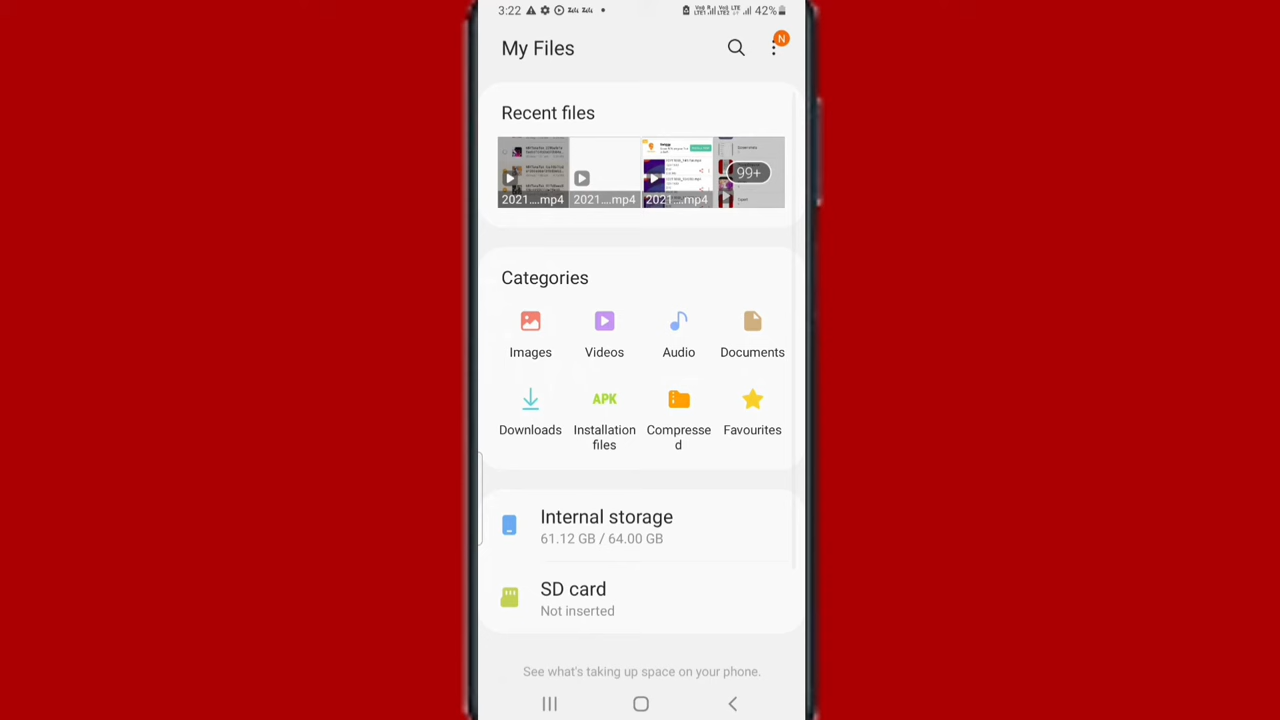 3:22 42%
My Files
N
Recent files
99+
2021....mp4 2021....mp4 2021....mp4
Categories
Images Videos Audio Documents
APK
Downloads Installation Compresse Favourites
files d
Internal storage
61.12 GB / 64.00 GB
SD card
Not inserted
See what's taking up space on your phone.